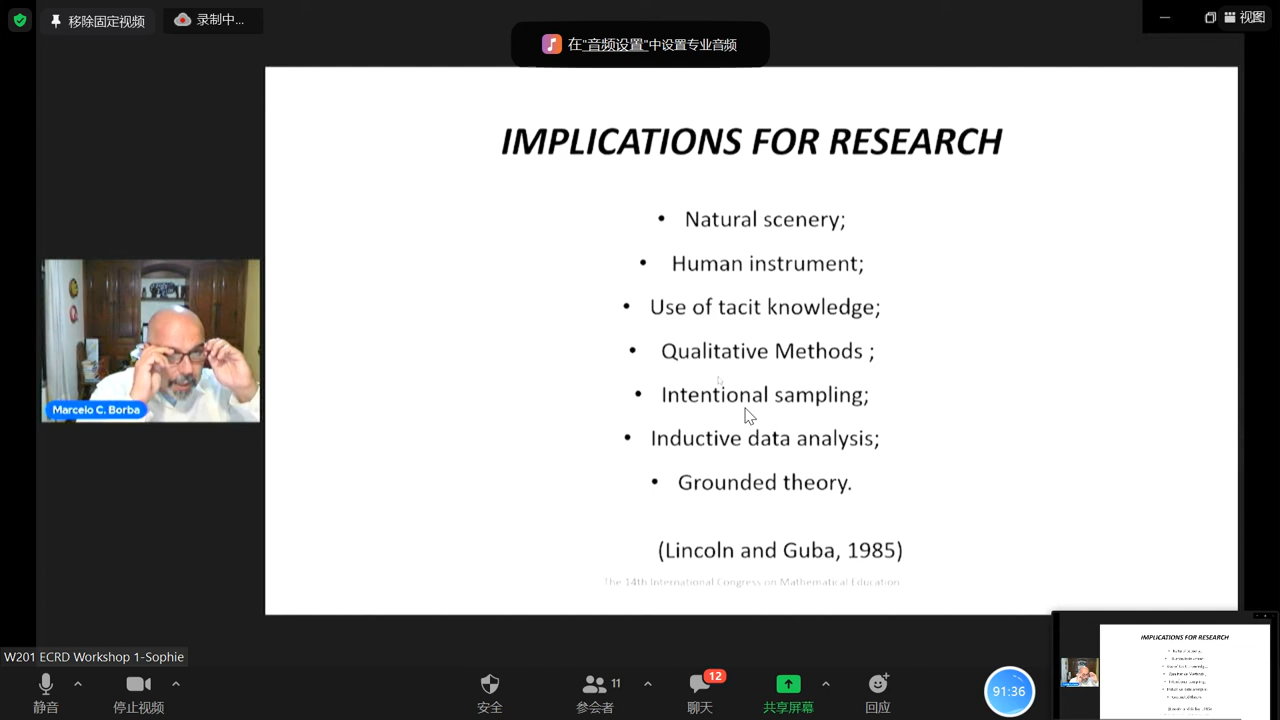 移除固定视频
录制中...
在"音频设置"中设置专业音频
视图
IMPLICATIONS FOR RESEARCH
• Natural scenery;
• Human instrument;
• Use of tacit knowledge;
• Qualitative Methods ;
• Intentional sampling;
• Inductive data analysis;
• Grounded theory.
(Lincoln and Guba, 1985)
The 14th International Congress on Mathematical Education
Marcelo C. Borba
W201 ECRD Workshop 1-Sophie
静音
停止视频
安全
11
参会者
12
聊天
共享屏幕
回应
91:36
IMPLICATIONS FOR RESEARCH